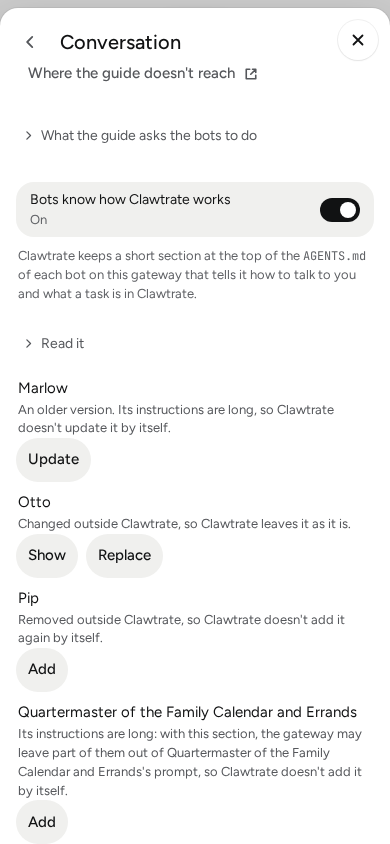 Conversation
Where the guide doesn't reach
What the guide asks the bots to do
Bots know how Clawtrate works
On
Clawtrate keeps a short section at the top of the AGENTS.md
of each bot on this gateway that tells it how to talk to you
and what a task is in Clawtrate.
Read it
Marlow
An older version. Its instructions are long, so Clawtrate
doesn't update it by itself.
Update
Otto
Changed outside Clawtrate, so Clawtrate leaves it as it is.
Show Replace
Pip
Removed outside Clawtrate, so Clawtrate doesn't add it
again by itself.
Add
Quartermaster of the Family Calendar and Errands
Its instructions are long: with this section, the gateway may
leave part of them out of Quartermaster of the Family
Calendar and Errands's prompt, so Clawtrate doesn't add it
by itself.
Add